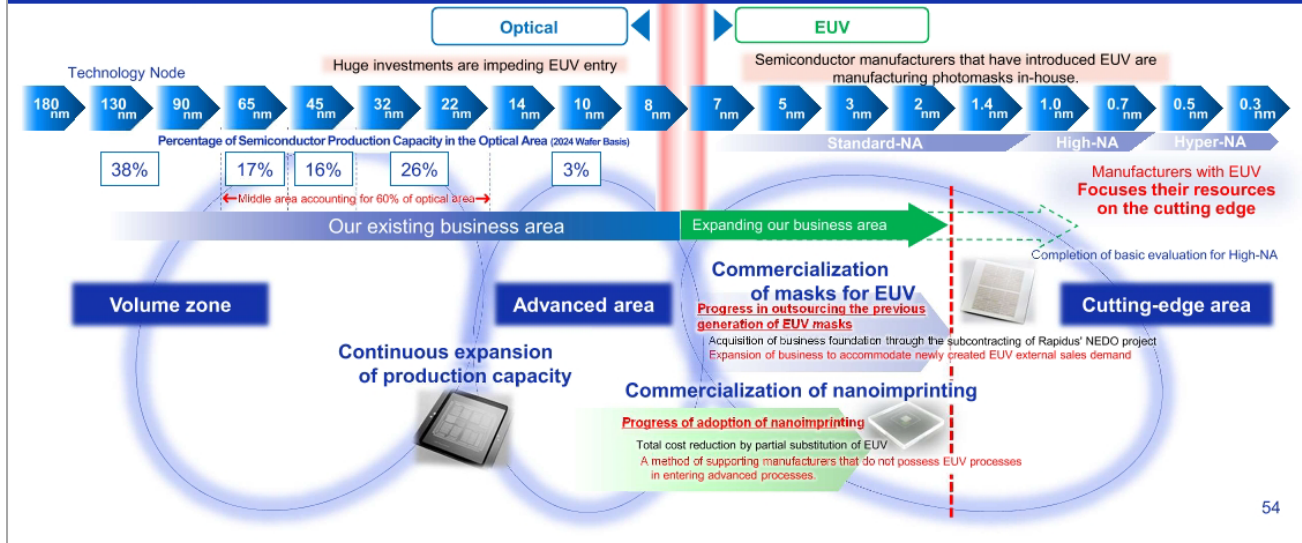 Optical
EUV
Huge investments are impeding EUV entry
Semiconductor manufacturers that have introduced EUV are
manufacturing photomasks in-house.
Technology Node
180 nm
130 nm
90 nm
65 nm
45 nm
32 nm
22 nm
14 nm
10 nm
8 nm
7 nm
5 nm
3 nm
2 nm
1.4 nm
1.0 nm
0.7 nm
0.5 nm
0.3 nm
Percentage of Semiconductor Production Capacity in the Optical Area (2024 Wafer Basis)
Standard-NA
High-NA
Hyper-NA
38%
17%
16%
26%
3%
Middle area accounting for 60% of optical area
Manufacturers with EUV
Focuses their resources
on the cutting edge
Our existing business area
Expanding our business area
Completion of basic evaluation for High-NA
Volume zone
Advanced area
Cutting-edge area
Commercialization
of masks for EUV
Progress in outsourcing the previous
generation of EUV masks
Acquisition of business foundation through the subcontracting of Rapidus' NEDO project
Expansion of business to accommodate newly created EUV external sales demand
Continuous expansion
of production capacity
Commercialization of nanoimprinting
Progress of adoption of nanoimprinting
Total cost reduction by partial substitution of EUV
A method of supporting manufacturers that do not possess EUV processes
in entering advanced processes.
54